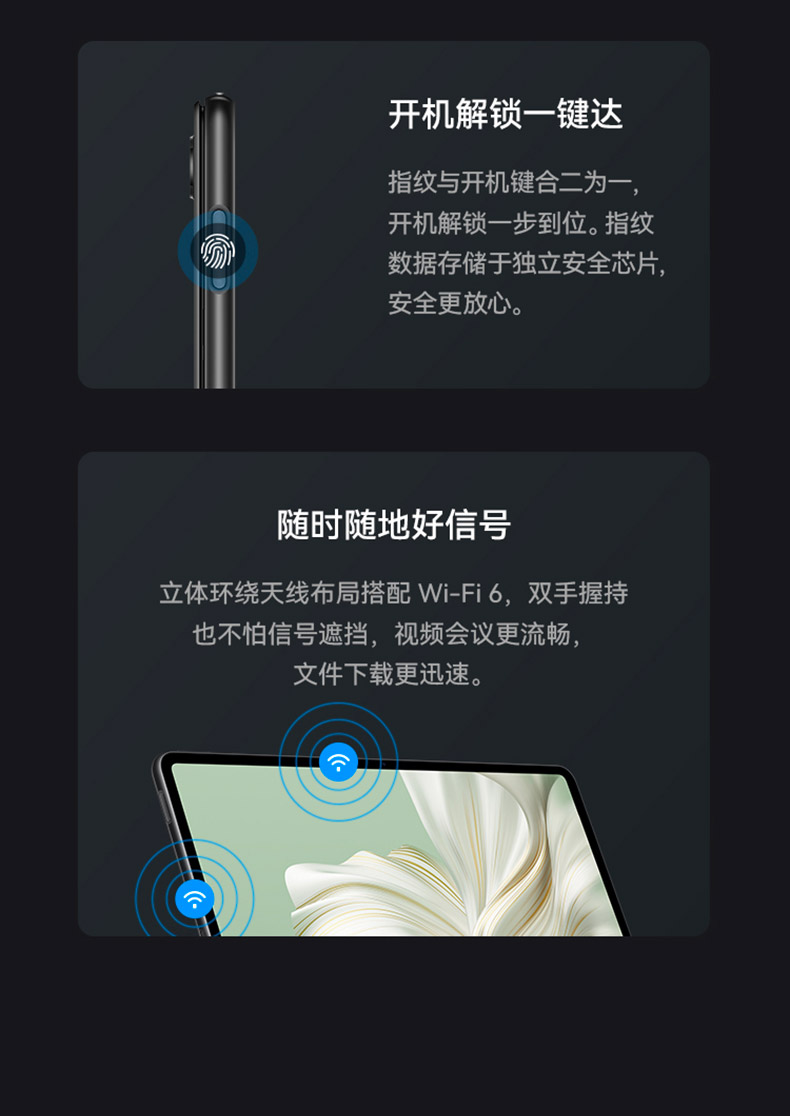 开机解锁一键达
指纹与开机键合二为一，
开机解锁一步到位。指纹
数据存储于独立安全芯片，
安全更放心。
随时随地好信号
立体环绕天线布局搭配 Wi-Fi 6，双手握持
也不怕信号遮挡，视频会议更流畅，
文件下载更迅速。